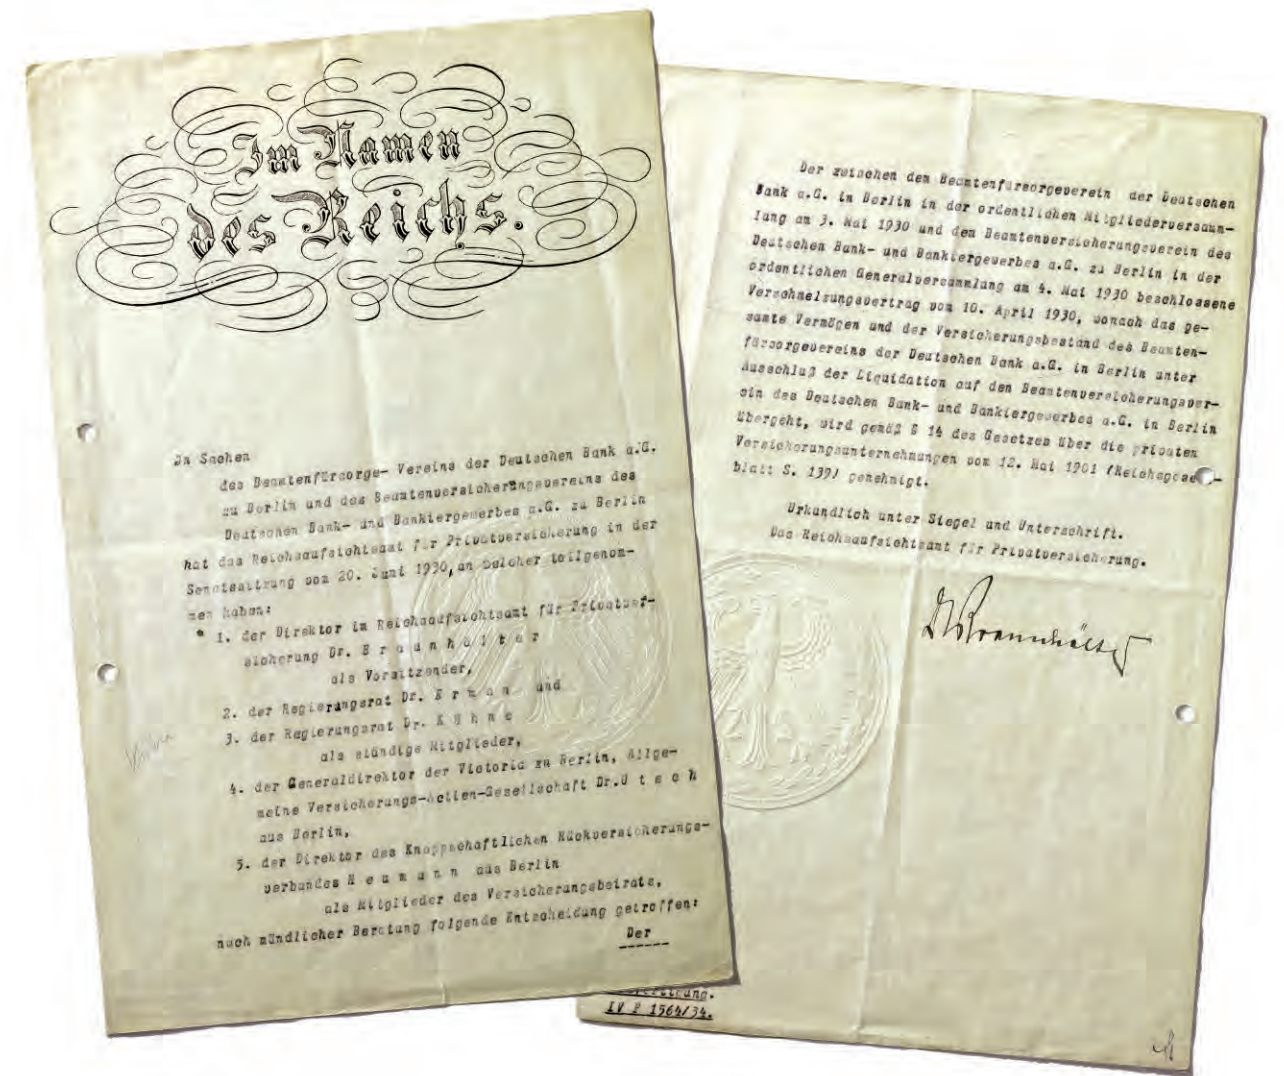 Im Namen
des Reichs.
In Sachen
des Beamtenfürsorge- Vereins der Deutschen Bank a.G.
zu Berlin und des Beamtenversicherungsvereins des
Deutschen Bank- und Bankiergewerbes a.G. zu Berlin
hat das Reichsaufsichtsamt für Privatversicherung in der
Senatssitzung vom 20. Juni 1930, an welcher teilgenom-
men haben:
1. der Direktor im Reichsaufsichtsamt für Privatver-
sicherung Dr. B r a u n h ä l t e r
als Vorsitzender,
2. der Regierungsrat Dr. E r m a n und
3. der Regierungsrat Dr. K ü h n e
als ständige Mitglieder,
4. der Generaldirektor der Victoria zu Berlin, Allge-
meine Versicherungs-Actien-Gesellschaft Dr. U t e c h
aus Berlin,
5. der Direktor des Knappschaftlichen Rückversicherungs-
verbandes N e u m a n n aus Berlin
als Mitglieder des Versicherungsbeirats,
nach mündlicher Beratung folgende Entscheidung getroffen:
Der
Der zwischen dem Beamtenfürsorgeverein der Deutschen
Bank a.G. in Berlin in der ordentlichen Mitgliederversamm-
lung am 3. Mai 1930 und dem Beamtenversicherungsverein des
Deutschen Bank- und Bankiergewerbes a.G. zu Berlin in der
ordentlichen Generalversammlung am 4. Mai 1930 beschlossene
Verschmelzungsvertrag vom 10. April 1930, wonach das ge-
samte Vermögen und der Versicherungsbestand des Beamten-
fürsorgevereins der Deutschen Bank a.G. in Berlin unter
Ausschluß der Liquidation auf den Beamtenversicherungsver-
ein des Deutschen Bank- und Bankiergewerbes a.G. in Berlin
übergeht, wird gemäß § 14 des Gesetzes über die privaten
Versicherungsunternehmungen vom 12. Mai 1901 (Reichsgesetz-
blatt S. 139) genehmigt.
Urkundlich unter Siegel und Unterschrift.
Das Reichsaufsichtsamt für Privatversicherung.
Dr Braunhälter
IV P 1564/34.